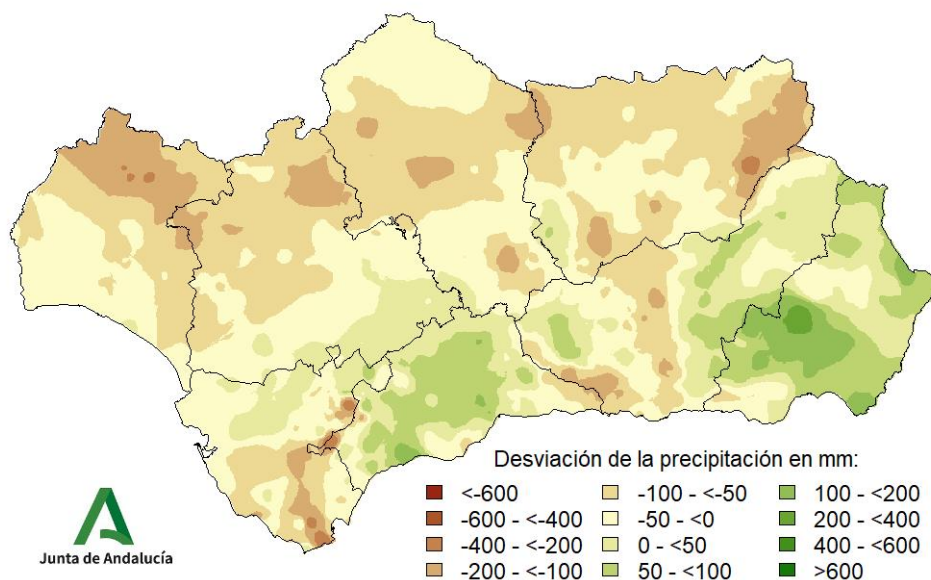 Desviación de la precipitación en mm:
<-600
-600 - <-400
-400 - <-200
-200 - <-100
-100 - <-50
-50 - <0
0 - <50
50 - <100
100 - <200
200 - <400
400 - <600
>600
Junta de Andalucía